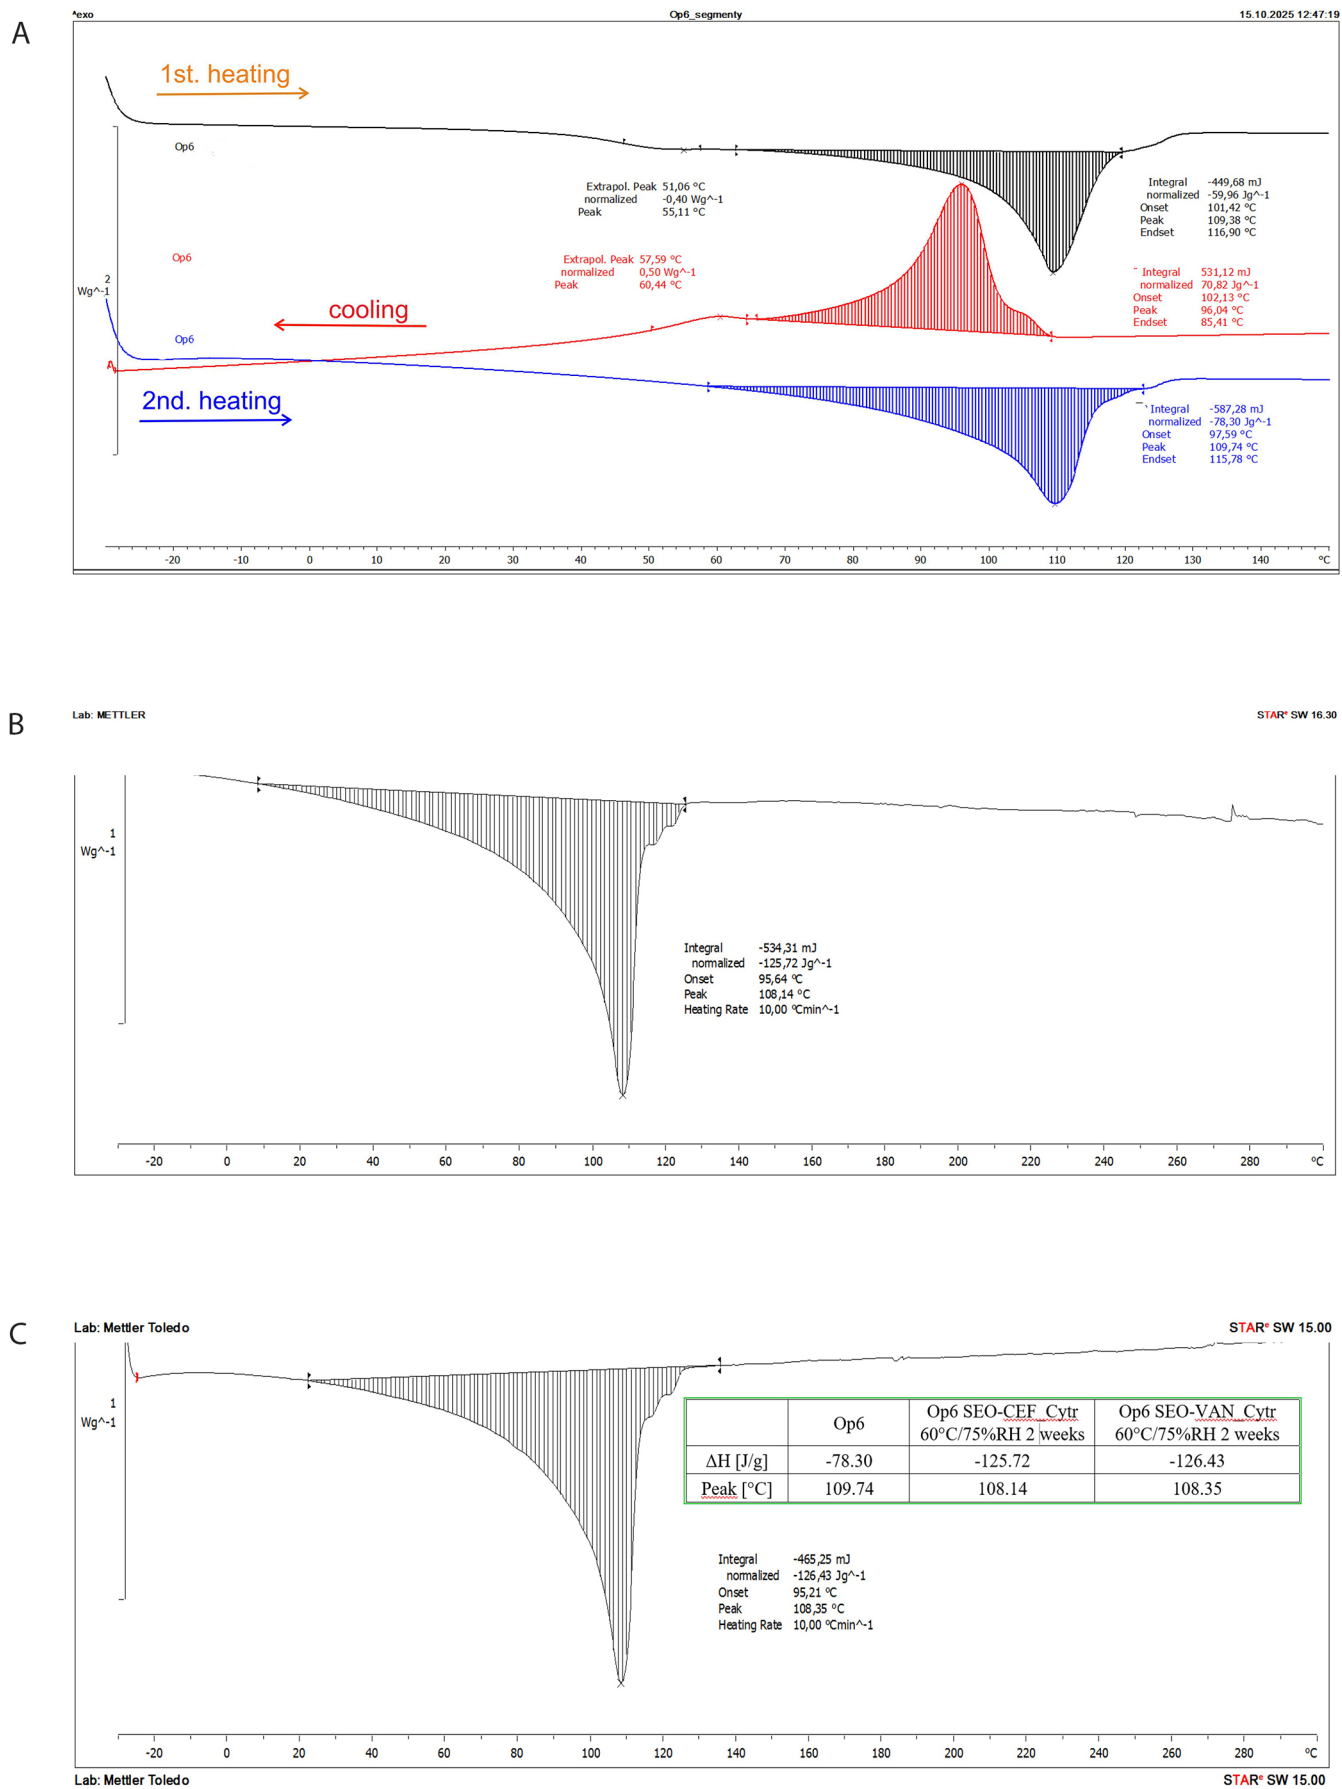 A
^exo
Op6_segmenty
15.10.2025 12:47:19
1st. heating
Op6
Extrapol. Peak 51,06 °C
normalized -0,40 Wg^-1
Peak 55,11 °C
Integral -449,68 mJ
normalized -59,96 Jg^-1
Onset 101,42 °C
Peak 109,38 °C
Endset 116,90 °C
Op6
Extrapol. Peak 57,59 °C
normalized 0,50 Wg^-1
Peak 60,44 °C
Integral 531,12 mJ
normalized 70,82 Jg^-1
Onset 102,13 °C
Peak 96,04 °C
Endset 85,41 °C
2
Wg^-1
cooling
Op6
2nd. heating
Integral -587,28 mJ
normalized -78,30 Jg^-1
Onset 97,59 °C
Peak 109,74 °C
Endset 115,78 °C
-20 -10 0 10 20 30 40 50 60 70 80 90 100 110 120 130 140 °C
B
Lab: METTLER
STARe SW 16.30
1
Wg^-1
Integral -534,31 mJ
normalized -125,72 Jg^-1
Onset 95,64 °C
Peak 108,14 °C
Heating Rate 10,00 °Cmin^-1
-20 0 20 40 60 80 100 120 140 160 180 200 220 240 260 280 °C
C
Lab: Mettler Toledo
STARe SW 15.00
1
Wg^-1
Op6
Op6 SEO-CEF_Cytr
60°C/75%RH 2 weeks
Op6 SEO-VAN_Cytr
60°C/75%RH 2 weeks
ΔH [J/g] -78.30 -125.72 -126.43
Peak [°C] 109.74 108.14 108.35
Integral -465,25 mJ
normalized -126,43 Jg^-1
Onset 95,21 °C
Peak 108,35 °C
Heating Rate 10,00 °Cmin^-1
-20 0 20 40 60 80 100 120 140 160 180 200 220 240 260 280 °C
Lab: Mettler Toledo
STARe SW 15.00